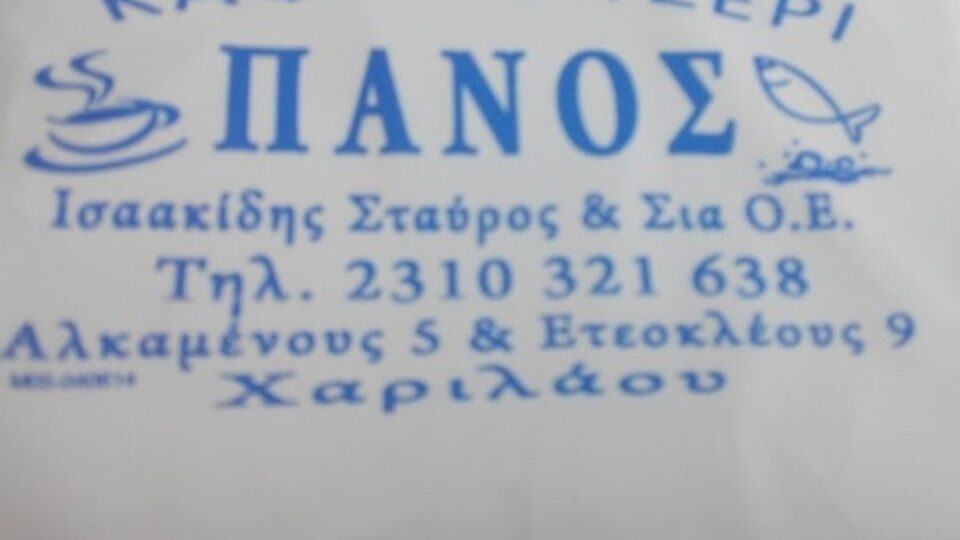 ΠΑΝΟΣ
Ισαακίδης Σταύρος & Σια Ο.Ε.
Τηλ. 2310 321 638
Αλκαμένους 5 & Ετεοκλέους 9
Χαριλάου